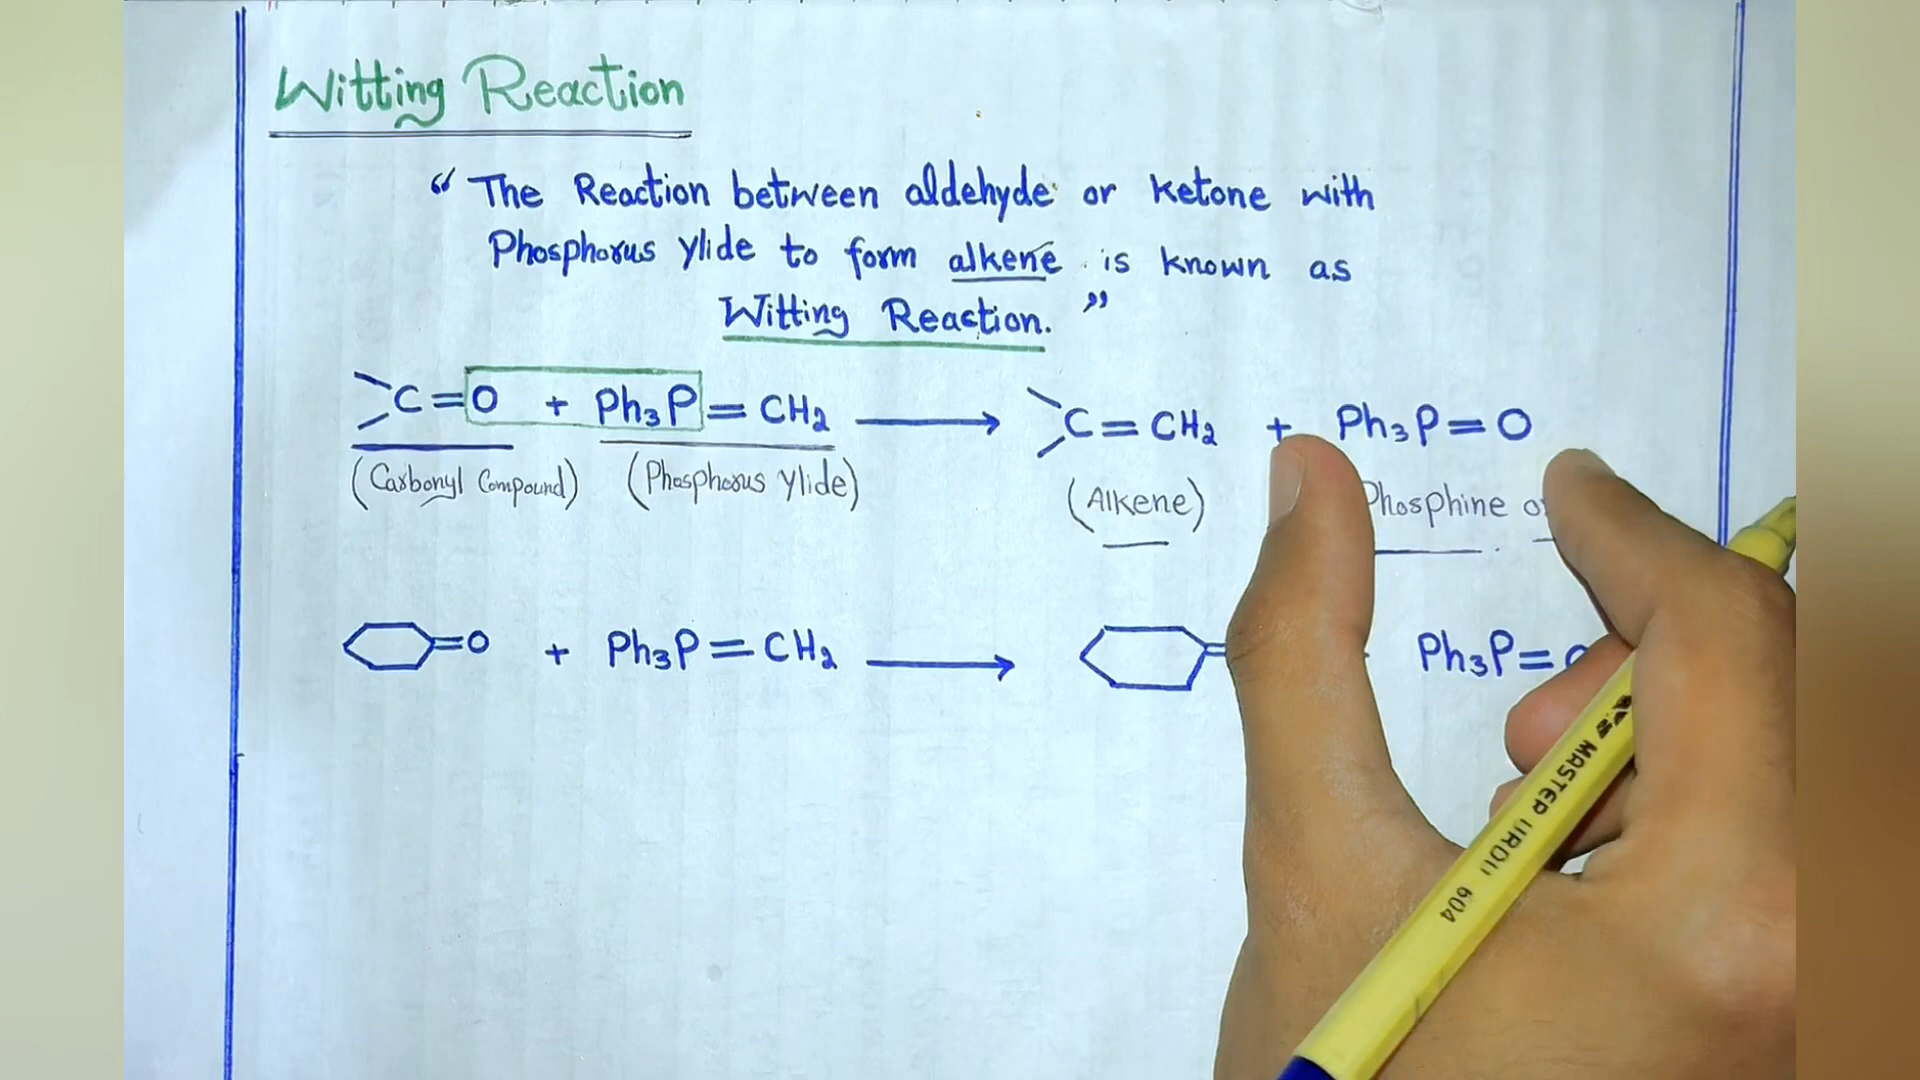 Witting Reaction
“ The Reaction between aldehyde or ketone with
Phosphorus ylide to form alkene is known as
Witting Reaction. ”
C=O + Ph₃P=CH₂ → C=CH₂ + Ph₃P=O
(Carbonyl Compound) (Phosphorus ylide) (Alkene) Phosphine
=O + Ph₃P=CH₂ → Ph₃P=O
MASTER 604